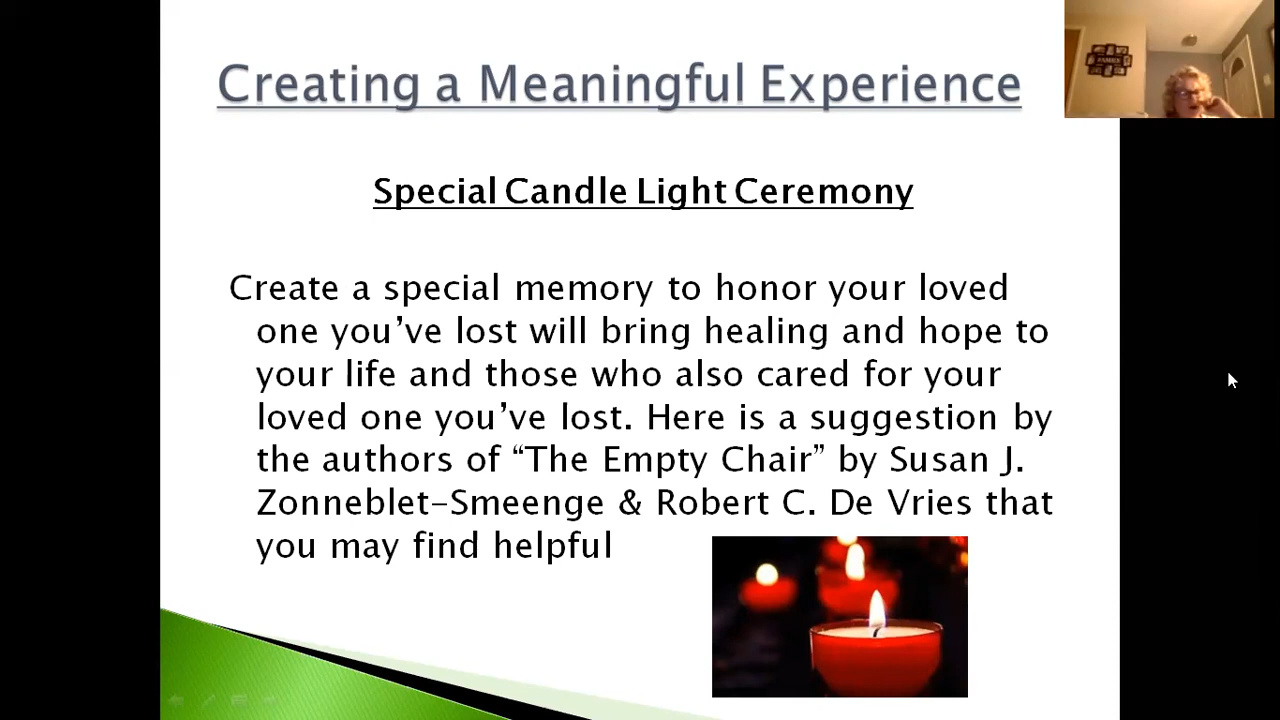 Creating a Meaningful Experience
FAMILY
Special Candle Light Ceremony
Create a special memory to honor your loved
one you’ve lost will bring healing and hope to
your life and those who also cared for your
loved one you’ve lost. Here is a suggestion by
the authors of “The Empty Chair” by Susan J.
Zonneblet-Smeenge & Robert C. De Vries that
you may find helpful